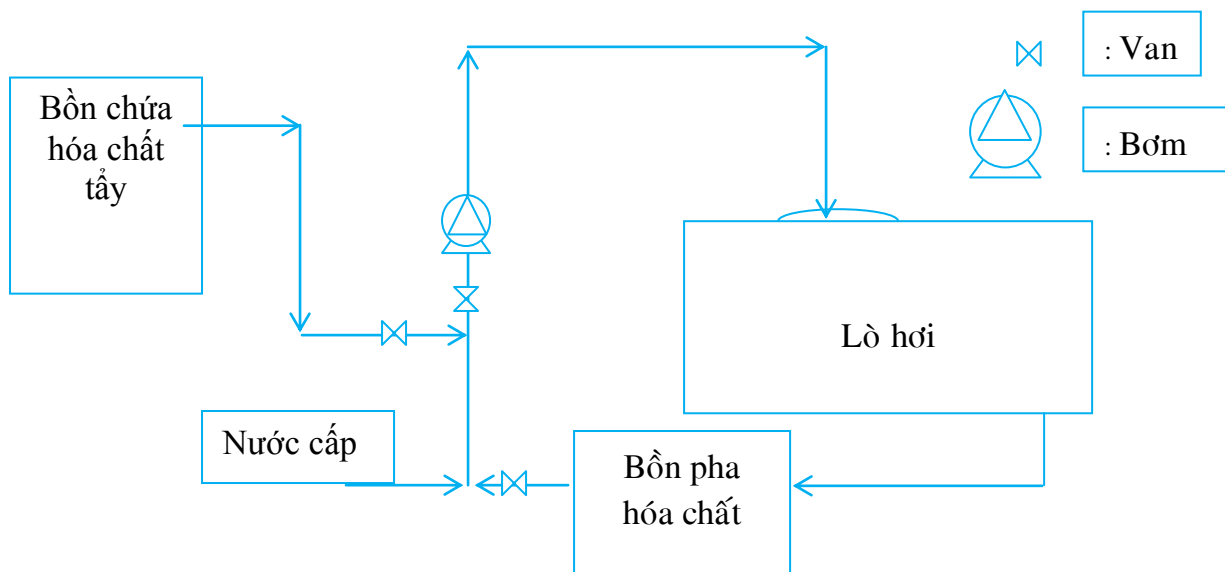 Bồn chứa
hóa chất
tẩy
: Van
: Bơm
Lò hơi
Nước cấp
Bồn pha
hóa chất